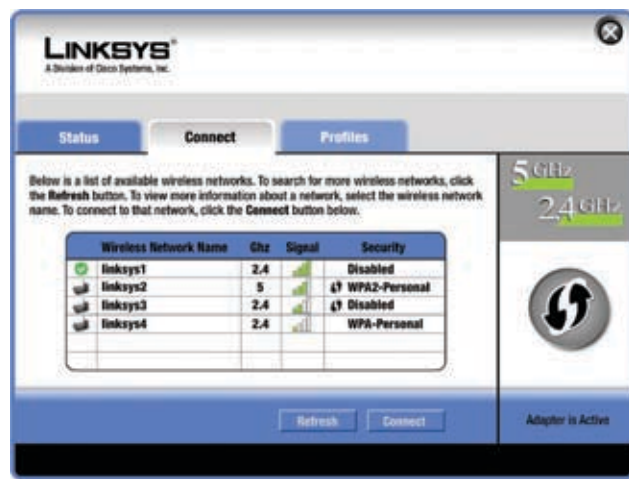 LINKSYS®
A Division of Cisco Systems, Inc.
Status Connect Profiles
Below is a list of available wireless networks. To search for more wireless networks, click
the Refresh button. To view more information about a network, select the wireless network
name. To connect to that network, click the Connect button below.
5 GHz
2,4 GHz
Wireless Network Name Ghz Signal Security
linksys1 2.4 Disabled
linksys2 5 WPA2-Personal
linksys3 2.4 Disabled
linksys4 2.4 WPA-Personal
Refresh Connect
Adapter is Active